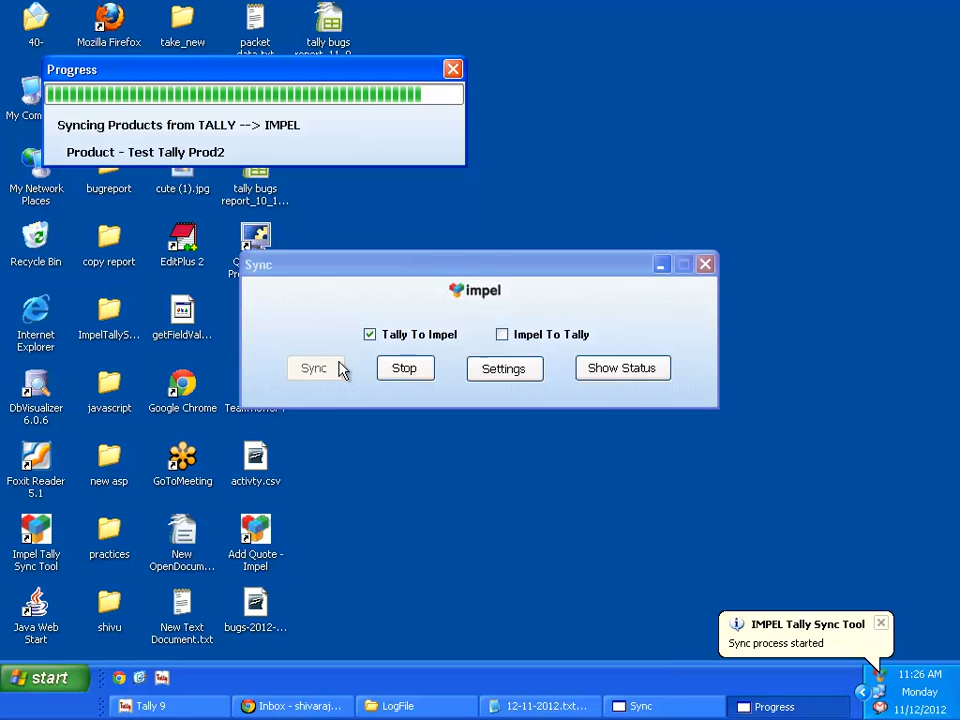 40-
Mozilla Firefox
take_new
packet
data.txt
tally bugs
report_11_9...
Progress
Syncing Products from TALLY --> IMPEL
Product - Test Tally Prod2
My Com
My Network
Places
bugreport
cute (1).jpg
tally bugs
report_10_1...
Recycle Bin
copy report
EditPlus 2
Sync
impel
Tally To Impel
Impel To Tally
Sync
Stop
Settings
Show Status
Internet
Explorer
ImpelTallyS...
getFieldVal...
DbVisualizer
6.0.6
javascript
Google Chrome
Foxit Reader
5.1
new asp
GoToMeeting
activty.csv
Impel Tally
Sync Tool
practices
New
OpenDocum...
Add Quote -
Impel
Java Web
Start
shivu
New Text
Document.txt
bugs-2012-...
IMPEL Tally Sync Tool
Sync process started
start
Tally 9
Inbox - shivaraj...
LogFile
12-11-2012.txt...
Sync
Progress
11:26 AM
Monday
11/12/2012